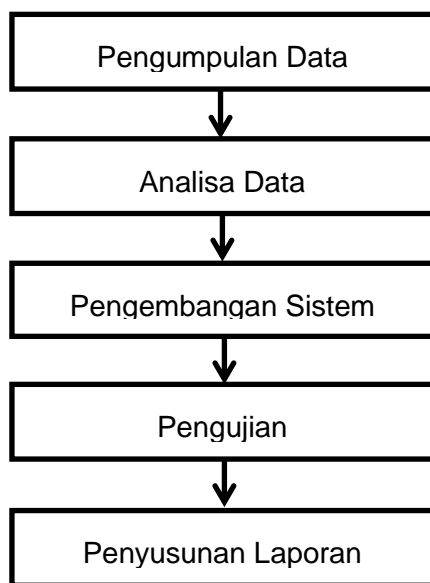 Pengumpulan Data
Analisa Data
Pengembangan Sistem
Pengujian
Penyusunan Laporan